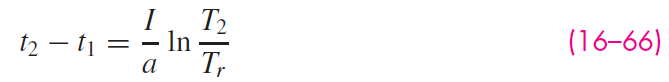 t₂ − t₁ = I/a ln T₂/Tᵣ (16–66)